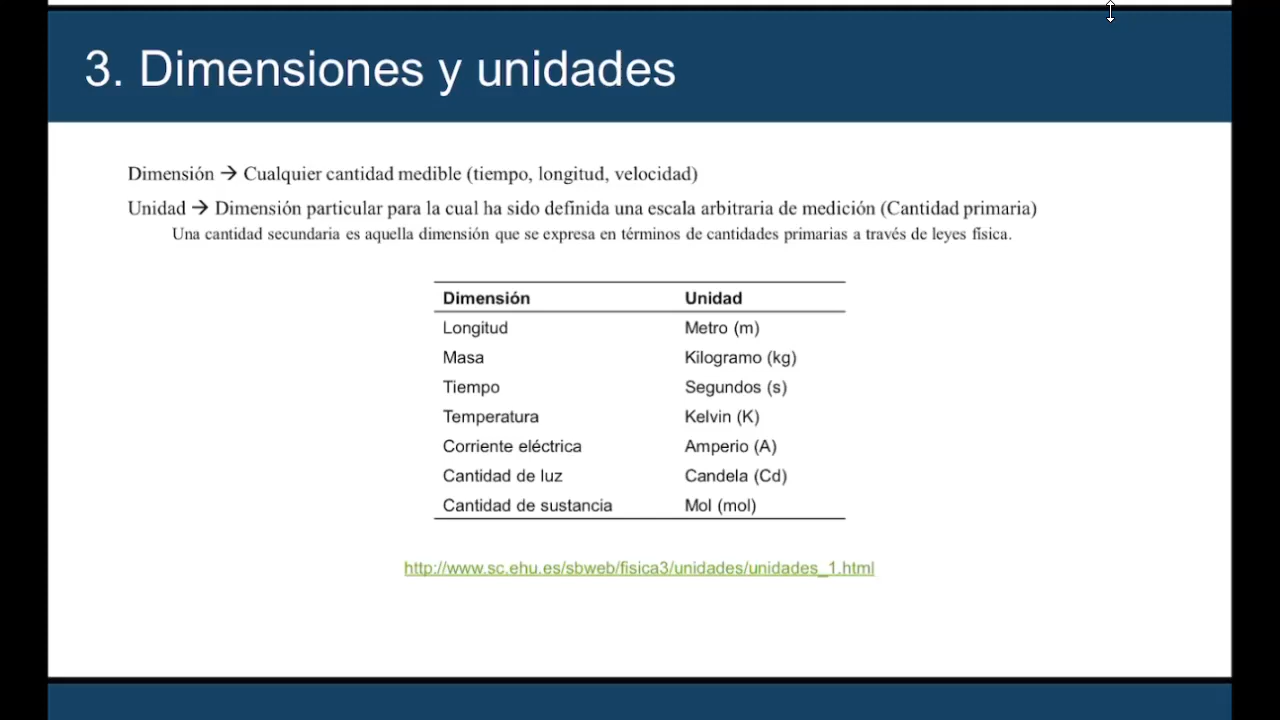 3. Dimensiones y unidades
Dimensión → Cualquier cantidad medible (tiempo, longitud, velocidad)
Unidad → Dimensión particular para la cual ha sido definida una escala arbitraria de medición (Cantidad primaria)
Una cantidad secundaria es aquella dimensión que se expresa en términos de cantidades primarias a través de leyes física.
Dimensión Unidad
Longitud Metro (m)
Masa Kilogramo (kg)
Tiempo Segundos (s)
Temperatura Kelvin (K)
Corriente eléctrica Amperio (A)
Cantidad de luz Candela (Cd)
Cantidad de sustancia Mol (mol)
http://www.sc.ehu.es/sbweb/fisica3/unidades/unidades_1.html